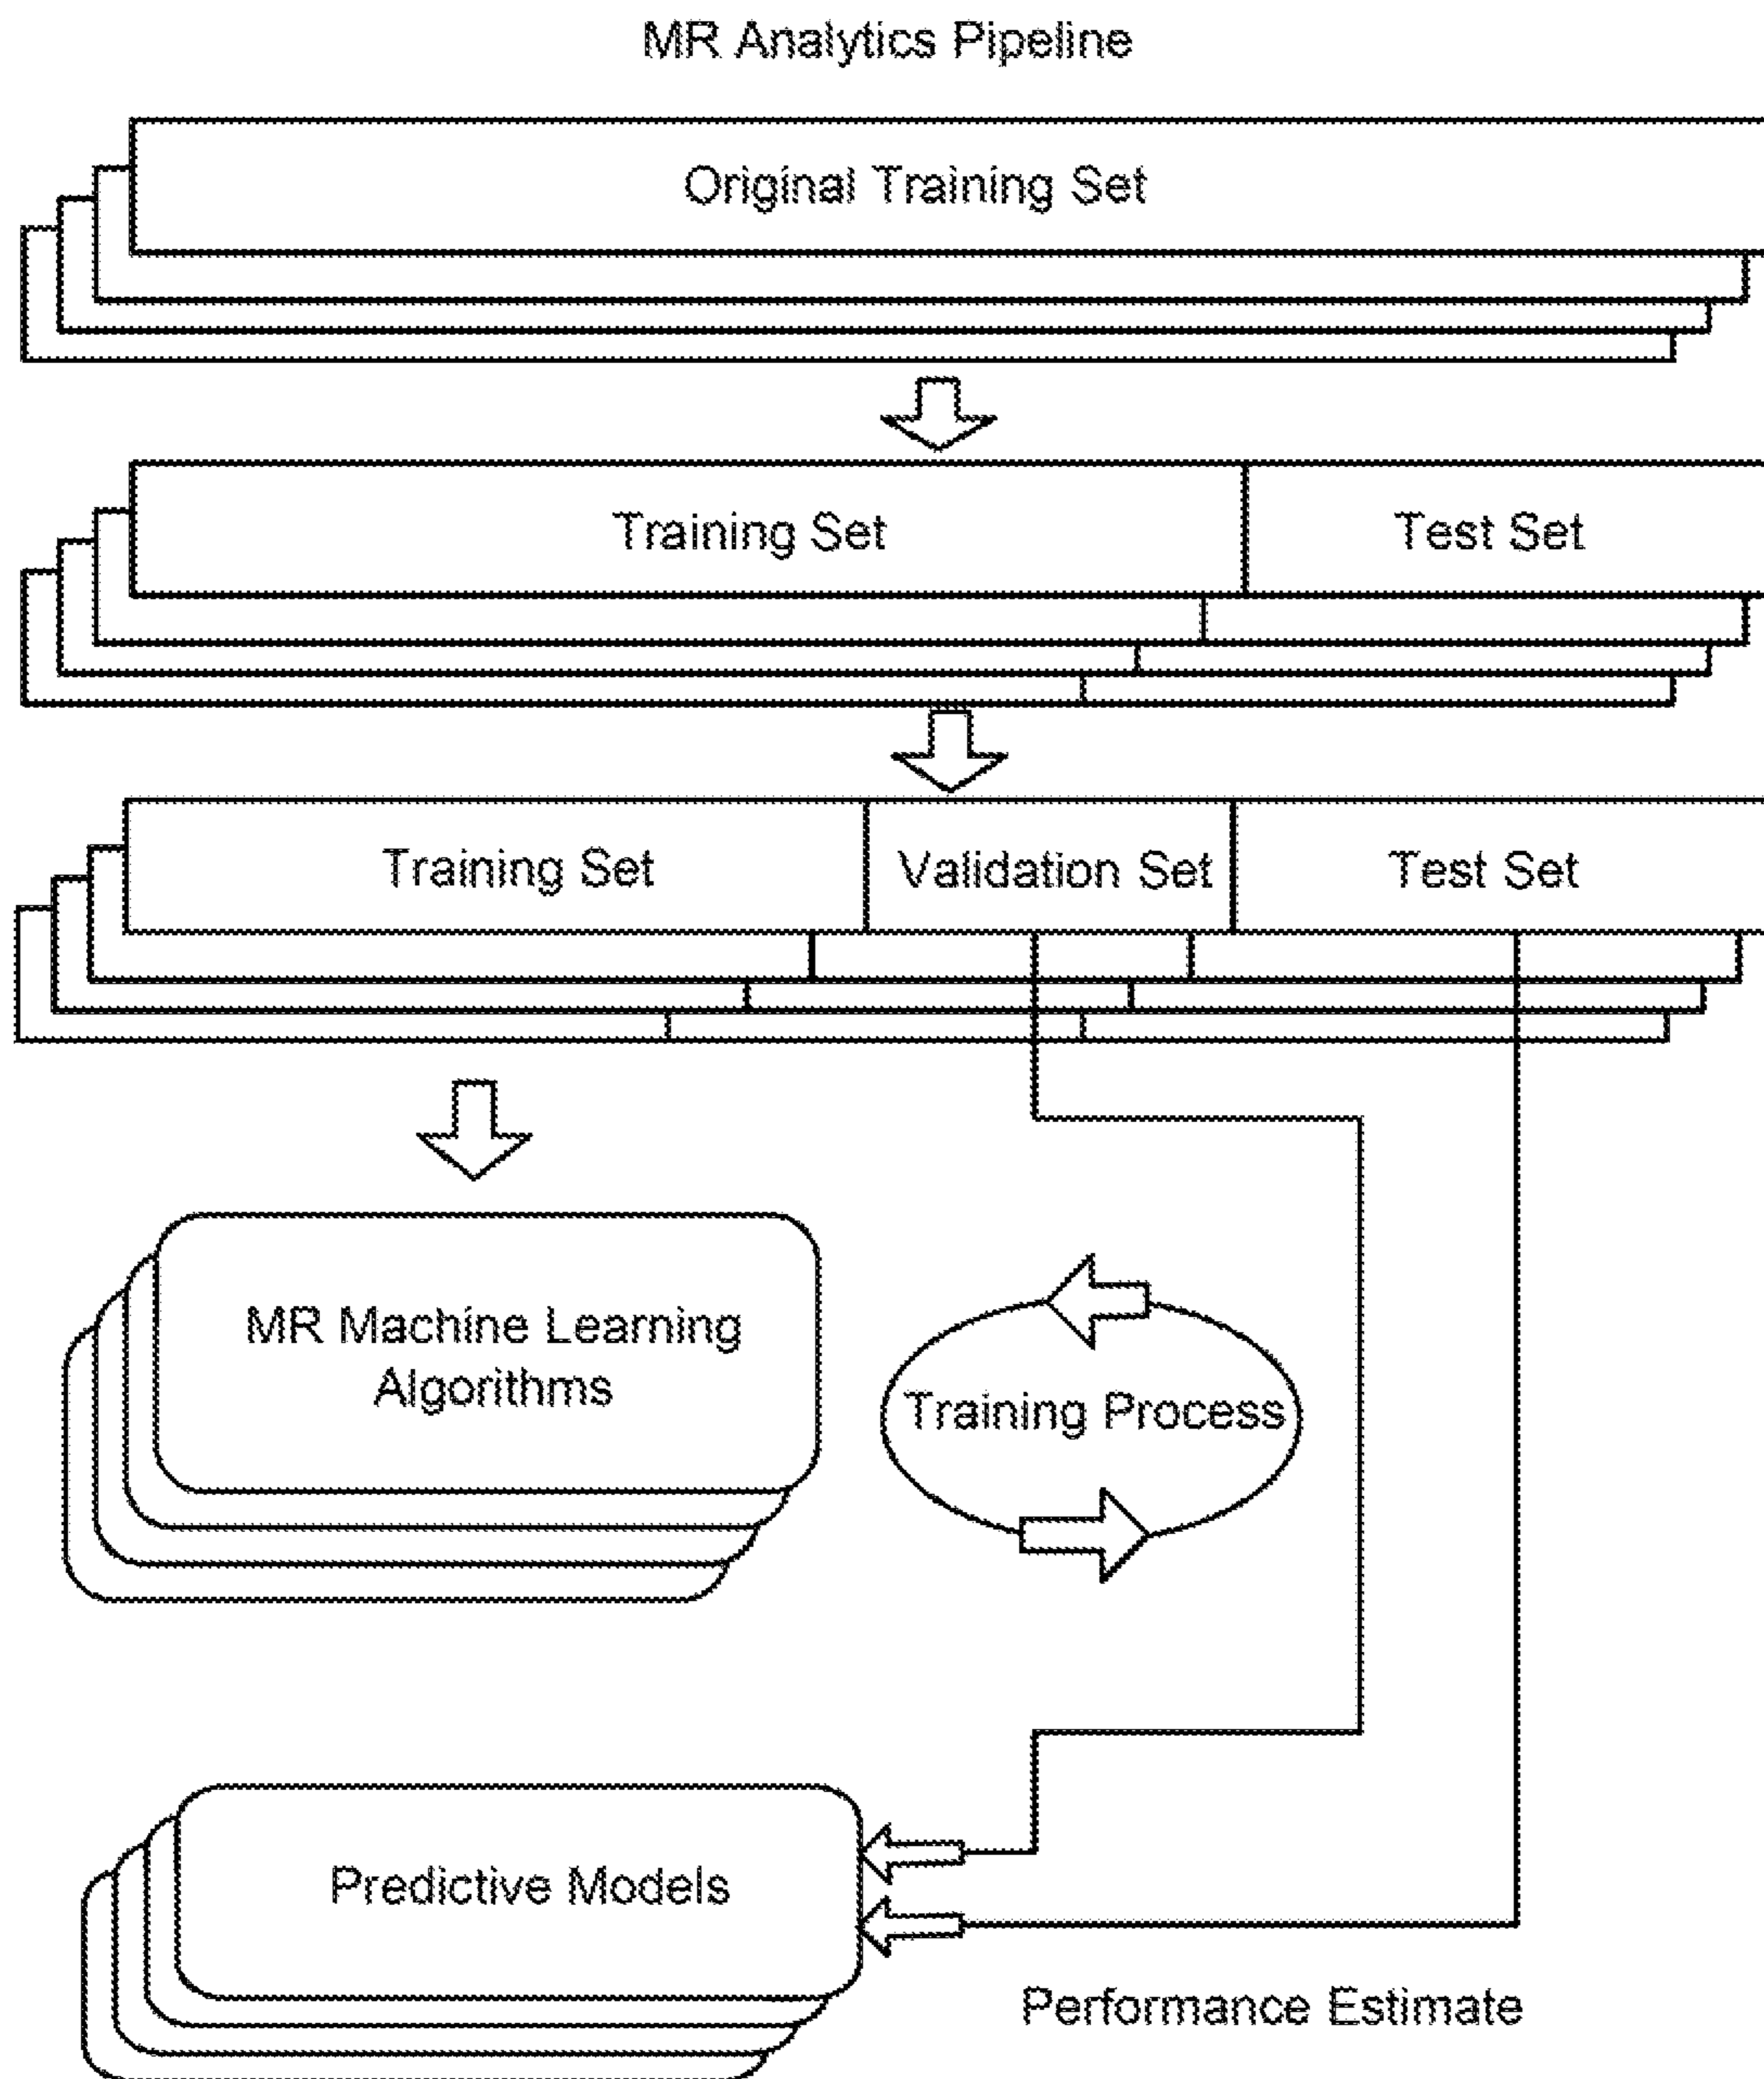 MR Analytics Pipeline
Original Training Set
Training Set
Test Set
Training Set
Validation Set
Test Set
MR Machine Learning
Algorithms
Training Process
Predictive Models
Performance Estimate